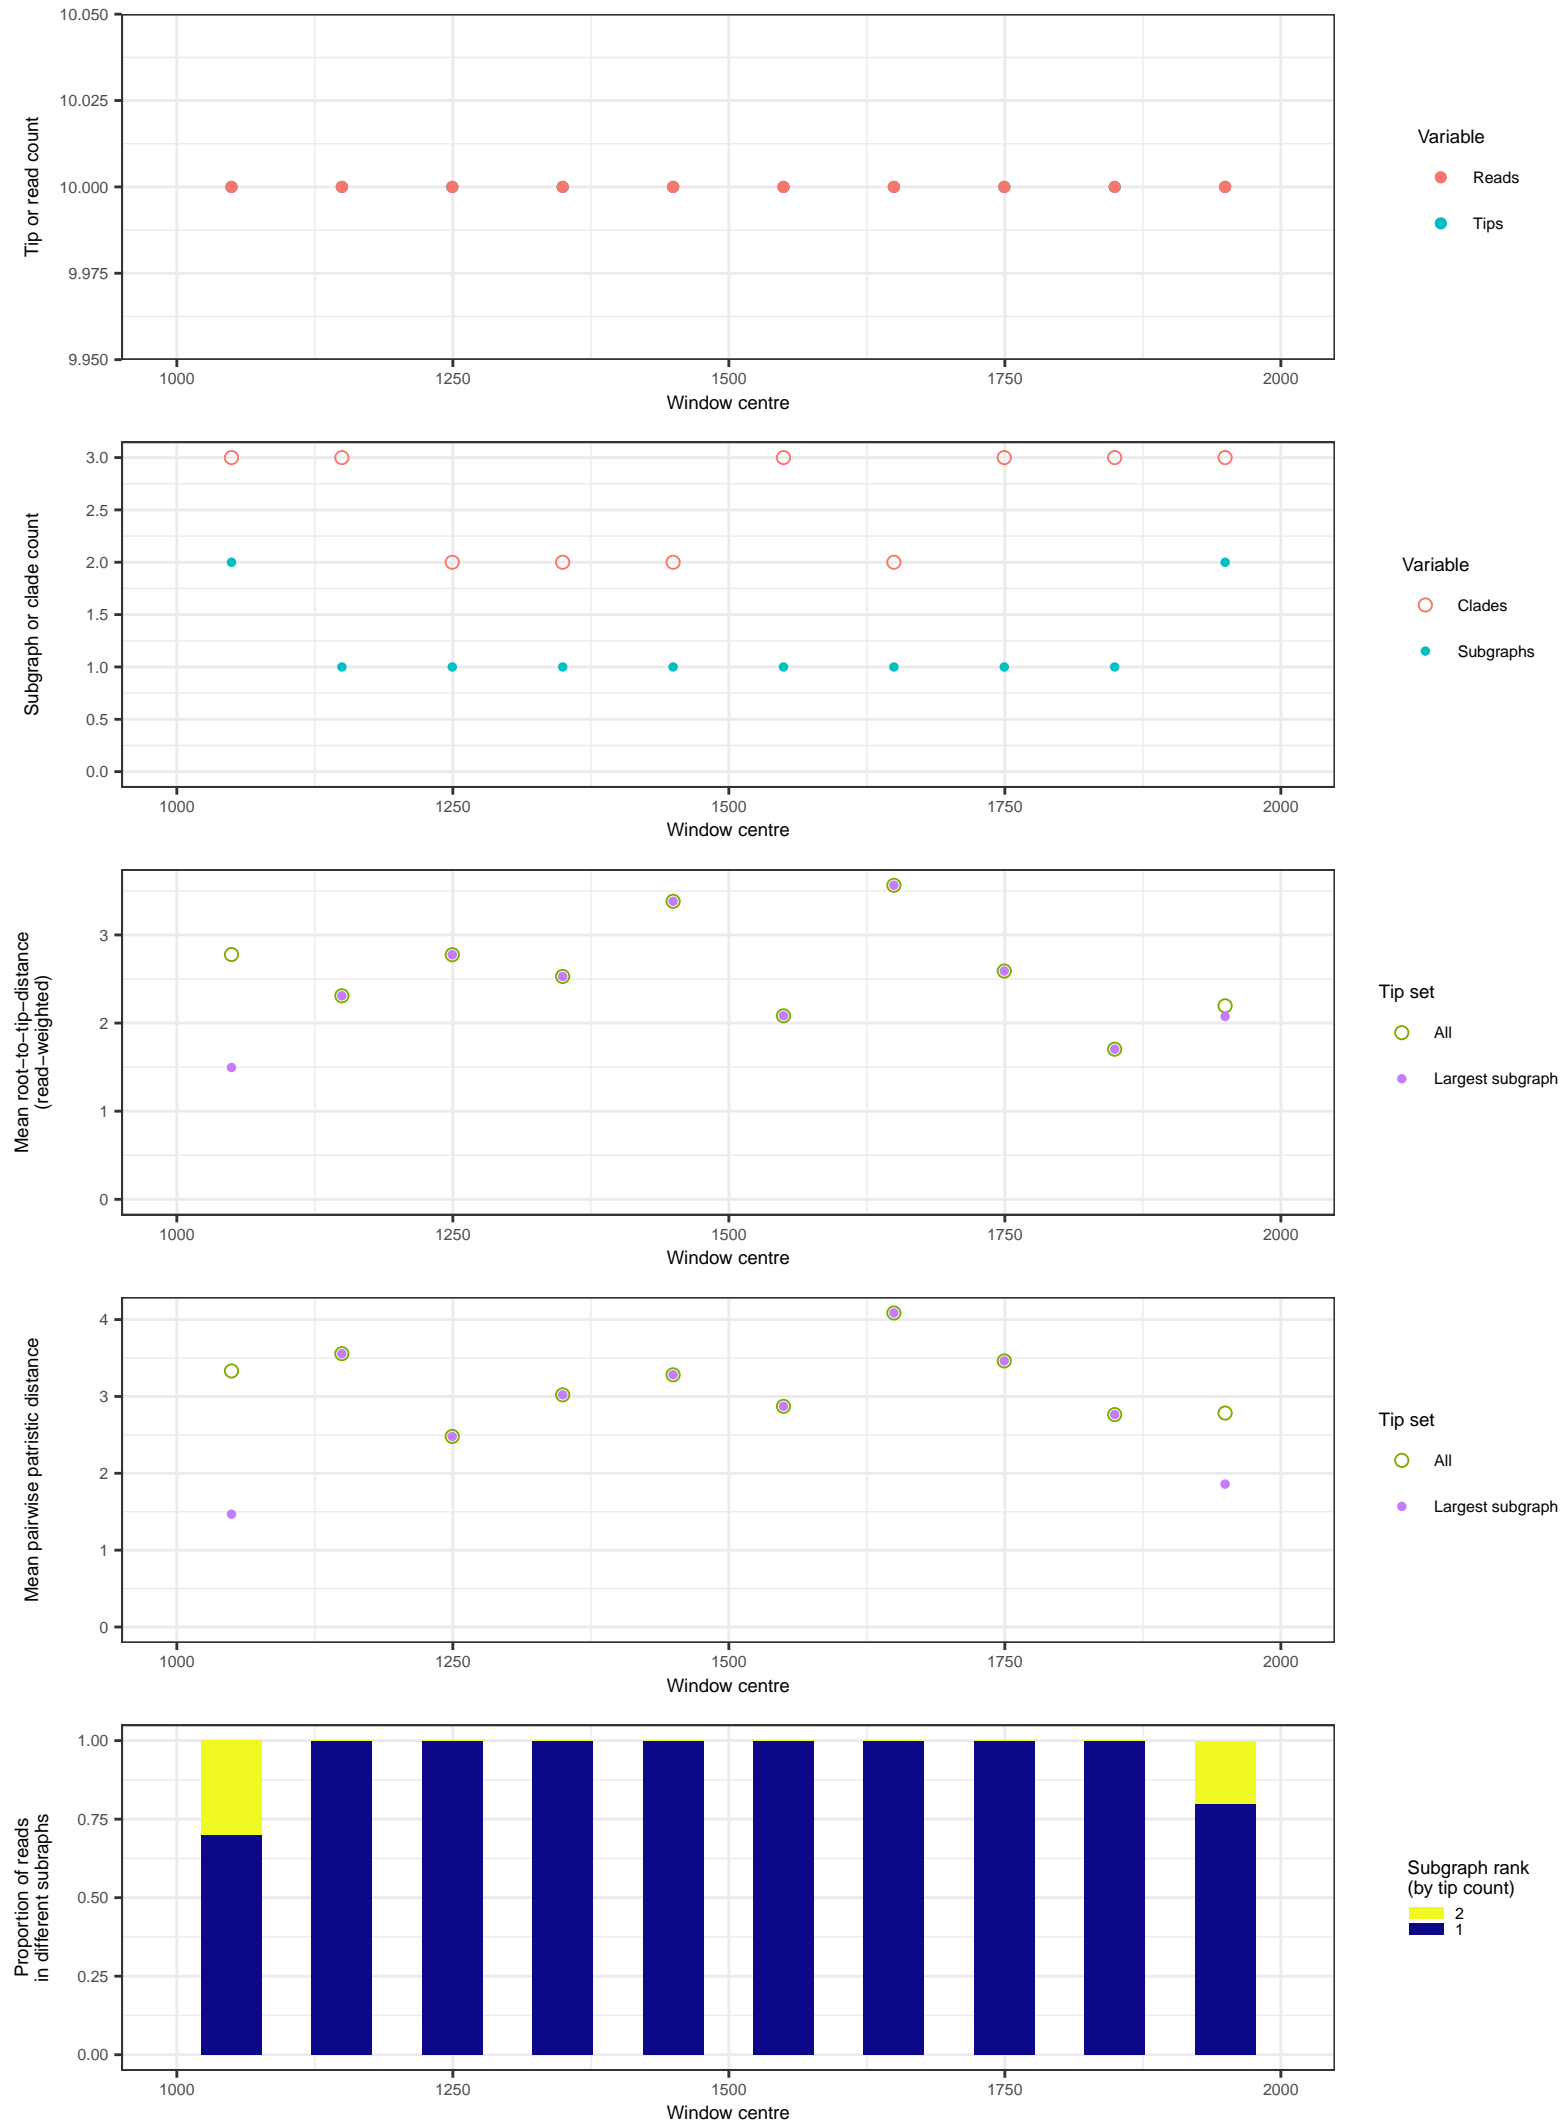 10.050
10.025
10.000
9.975
9.950
Tip or read count
1000 1250 1500 1750 2000
Window centre
Variable
Reads
Tips
3.0
2.5
2.0
1.5
1.0
0.5
0.0
Subgraph or clade count
1000 1250 1500 1750 2000
Window centre
Variable
Clades
Subgraphs
3
2
1
0
Mean root−to−tip−distance
(read−weighted)
1000 1250 1500 1750 2000
Window centre
Tip set
All
Largest subgraph
4
3
2
1
0
Mean pairwise patristic distance
1000 1250 1500 1750 2000
Window centre
Tip set
All
Largest subgraph
1.00
0.75
0.50
0.25
0.00
Proportion of reads
in different subraphs
1000 1250 1500 1750 2000
Window centre
Subgraph rank
(by tip count)
2
1